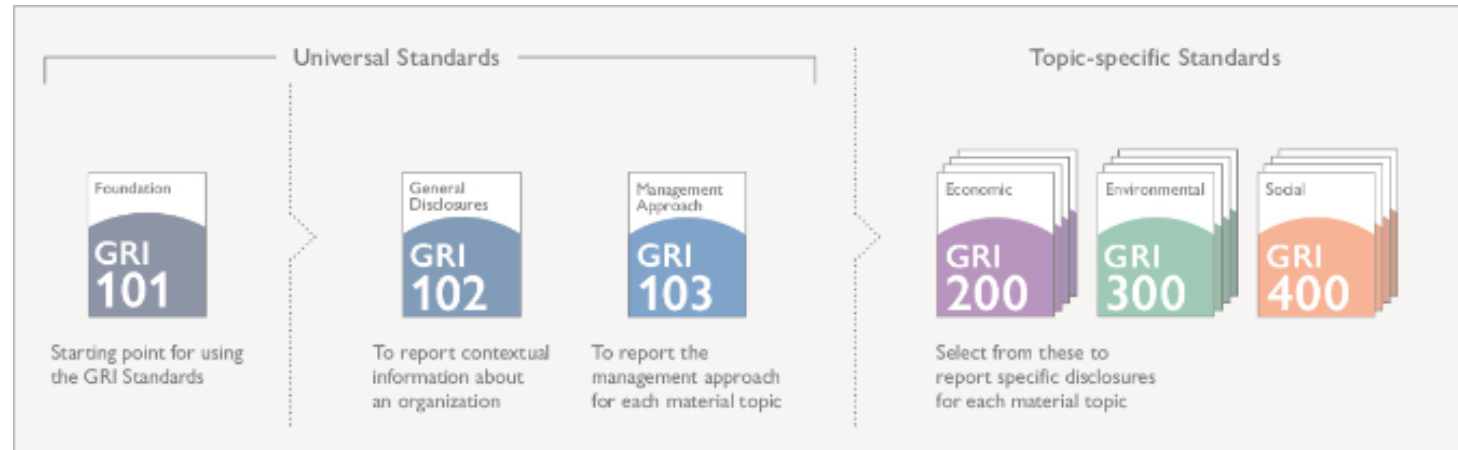 Universal Standards
Topic-specific Standards
Foundation
GRI
101
Starting point for using
the GRI Standards
General
Disclosures
GRI
102
To report contextual
information about
an organization
Management
Approach
GRI
103
To report the
management approach
for each material topic
Economic
GRI
200
Environmental
GRI
300
Social
GRI
400
Select from these to
report specific disclosures
for each material topic